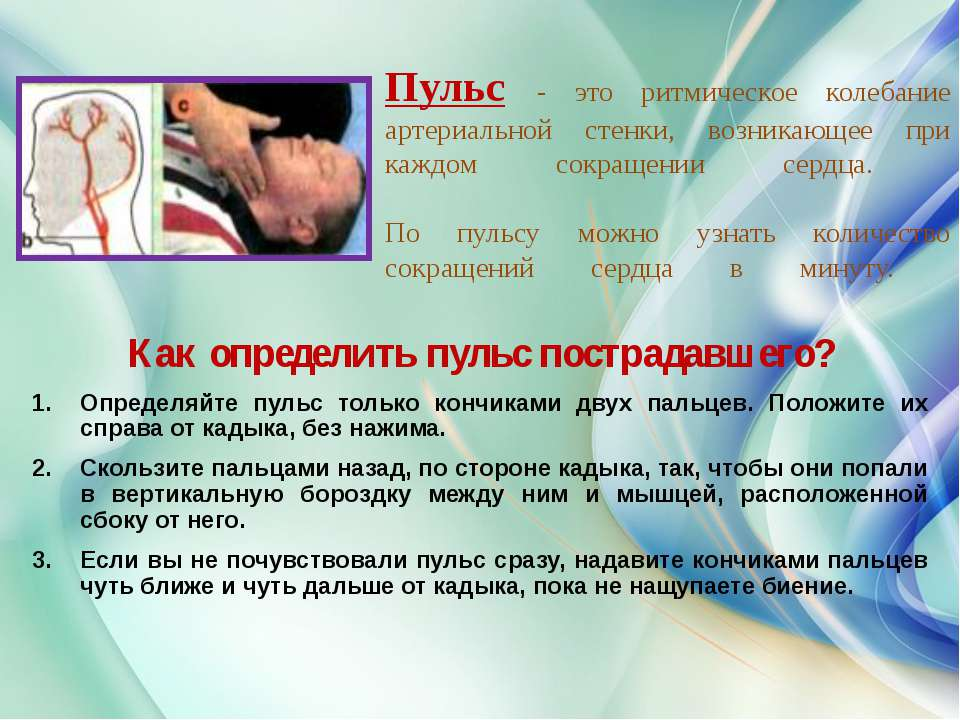 c
b
Пульс - это ритмическое колебание
артериальной стенки, возникающее при
каждом сокращении сердца.
По пульсу можно узнать количество
сокращений сердца в минуту.
Как определить пульс пострадавшего?
1. Определяйте пульс только кончиками двух пальцев. Положите их
справа от кадыка, без нажима.
2. Скользите пальцами назад, по стороне кадыка, так, чтобы они попали
в вертикальную бороздку между ним и мышцей, расположенной
сбоку от него.
3. Если вы не почувствовали пульс сразу, надавите кончиками пальцев
чуть ближе и чуть дальше от кадыка, пока не нащупаете биение.